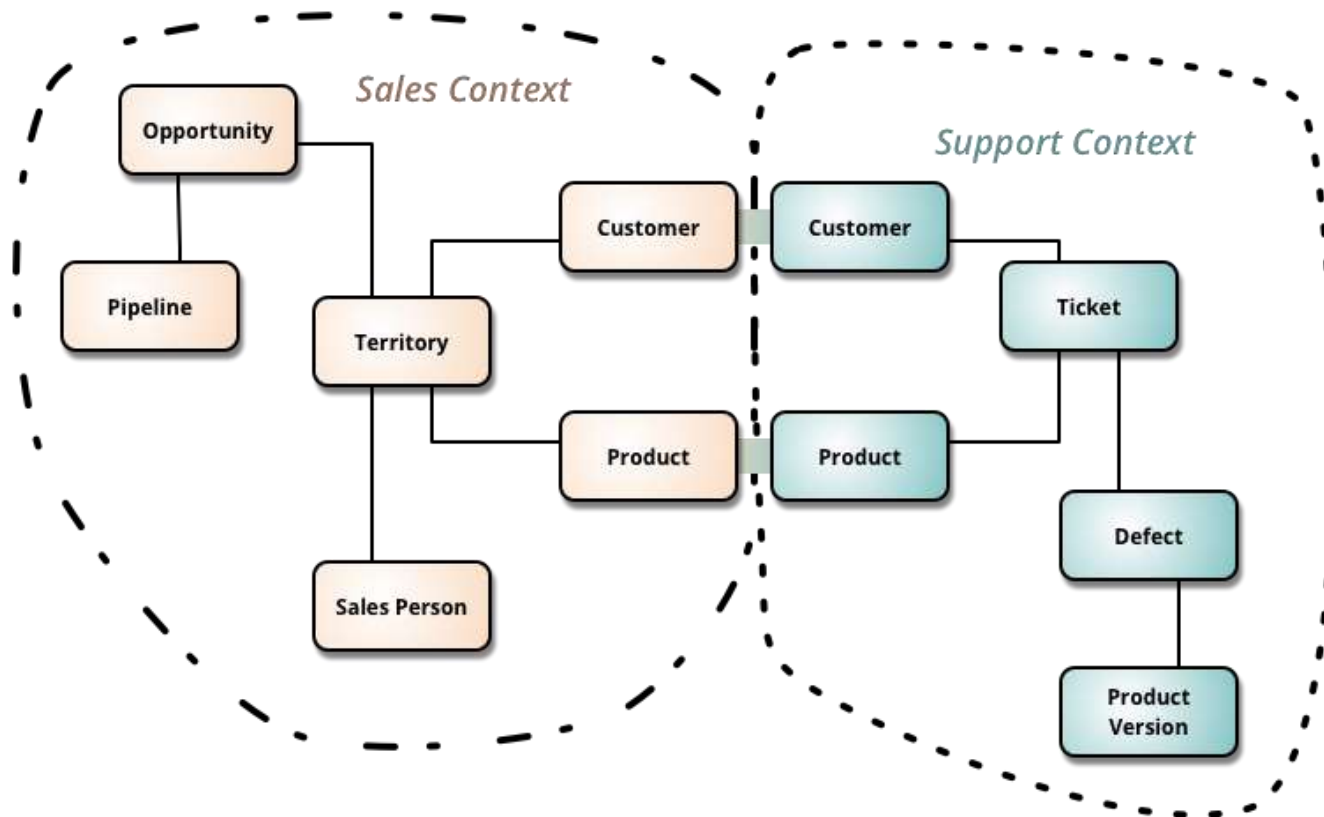 Sales Context
Opportunity
Support Context
Customer
Customer
Pipeline
Ticket
Territory
Product
Product
Defect
Sales Person
Product
Version